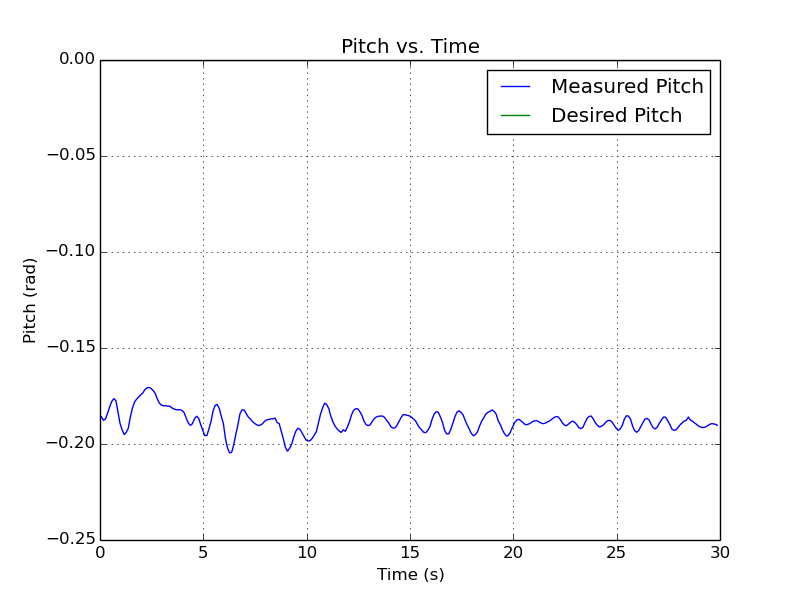 Pitch vs. Time
Measured Pitch
Desired Pitch
0.00
−0.05
−0.10
−0.15
−0.20
−0.25
Pitch (rad)
0 5 10 15 20 25 30
Time (s)